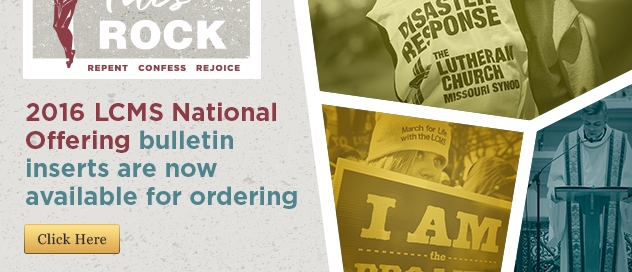 ROCK
REPENT CONFESS REJOICE
2016 LCMS National
Offering bulletin
inserts are now
available for ordering
Click Here
DISASTER
RESPONSE
THE
LUTHERAN
CHURCH
MISSOURI SYNOD
March for Life
with the LCMS
I AM
the